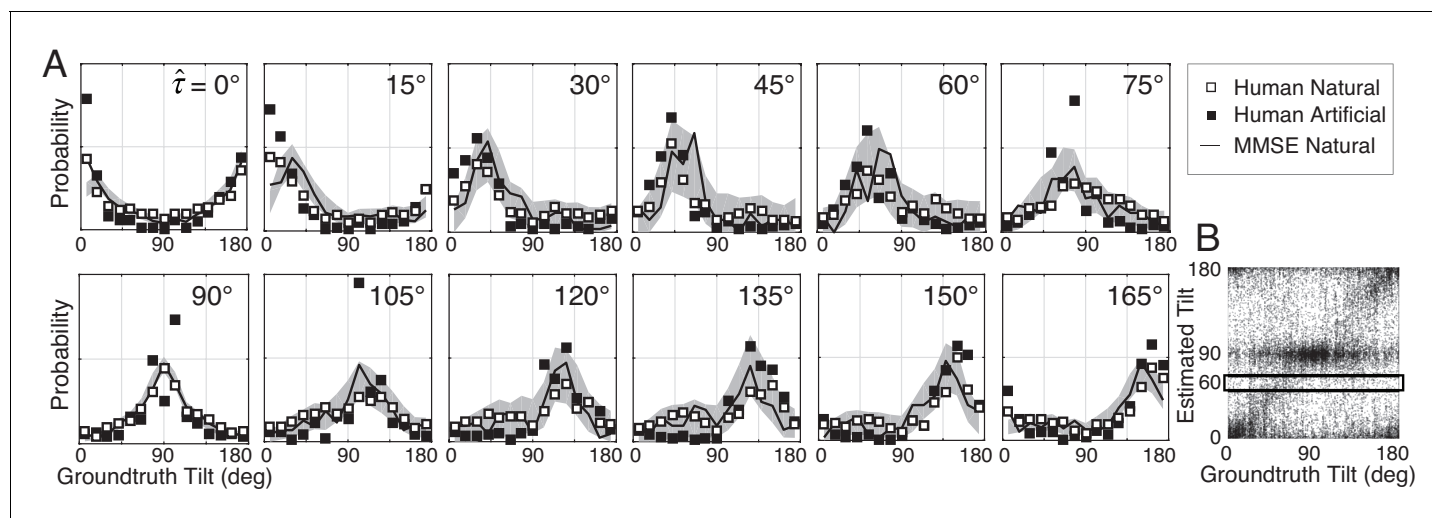 A
τ̂ = 0°
15°
30°
45°
60°
75°
Probability
0 90 180
0 90 180
0 90 180
0 90 180
0 90 180
0 90 180
Human Natural
Human Artificial
MMSE Natural
90°
105°
120°
135°
150°
165°
Probability
0 90 180
0 90 180
0 90 180
0 90 180
0 90 180
0 90 180
Groundtruth Tilt (deg)
B
180
90
60
0
Estimated Tilt
0 90 180
Groundtruth Tilt (deg)